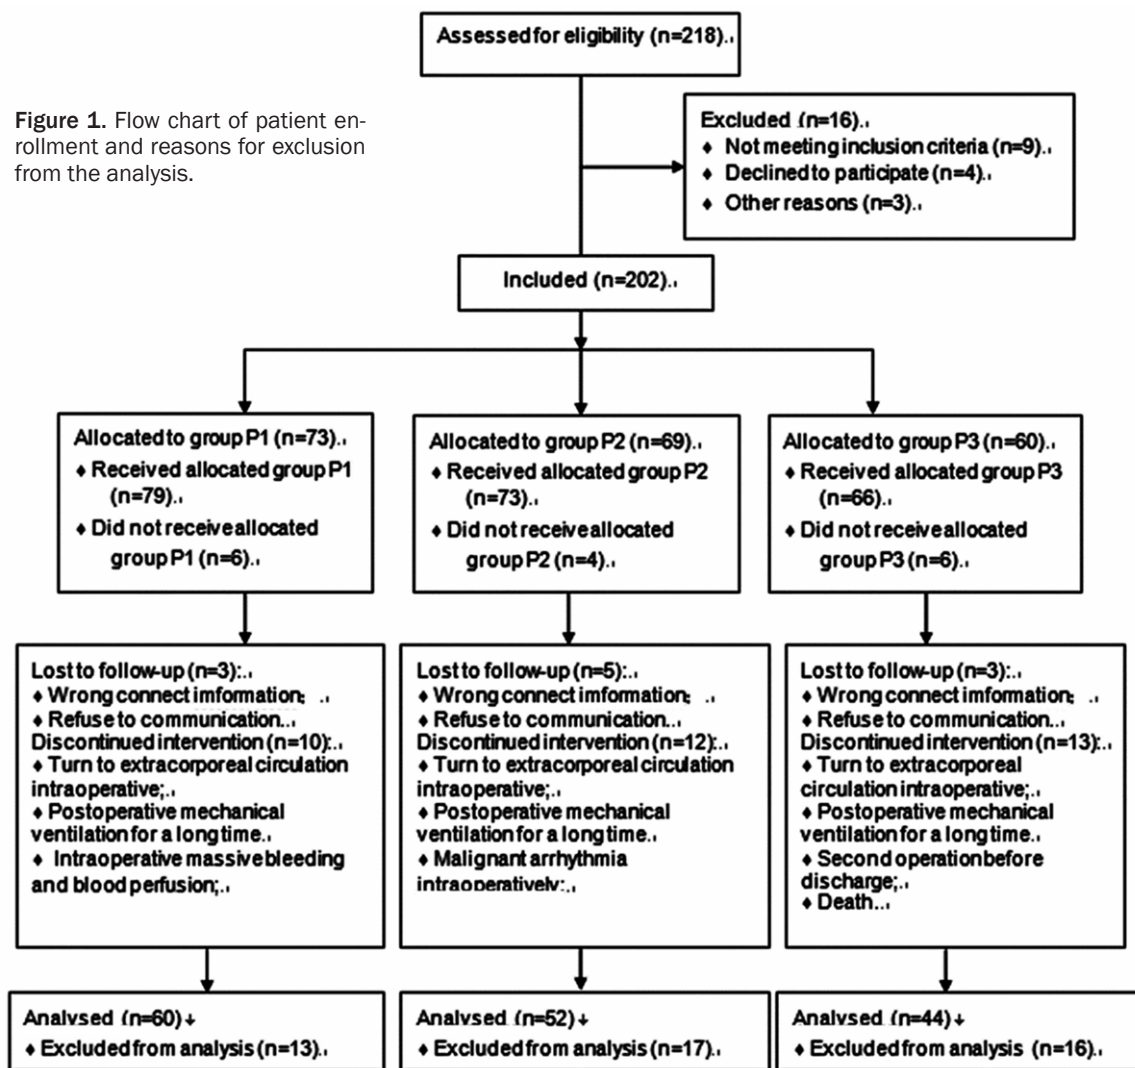 Assessed for eligibility (n=218)..
Figure 1. Flow chart of patient en-
rollment and reasons for exclusion
from the analysis.
Excluded (n=16)..
♦ Not meeting inclusion criteria (n=9)..
♦ Declined to participate (n=4)..
♦ Other reasons (n=3)..
Included (n=202)..
Allocated to group P1 (n=73)..
♦ Received allocated group P1
(n=79)..
♦ Did not receive allocated
group P1 (n=6)..
Allocated to group P2 (n=69)..
♦ Received allocated group P2
(n=73)..
♦ Did not receive allocated
group P2 (n=4)..
Allocated to group P3 (n=60)..
♦ Received allocated group P3
(n=66)..
♦ Did not receive allocated
group P3 (n=6)..
Lost to follow-up (n=3):..
♦ Wrong connect imformation; ..
♦ Refuse to communication...
Discontinued intervention (n=10):..
♦ Turn to extracorporeal circulation
intraoperative;..
♦ Postoperative mechanical
ventilation for a long time..
♦ Intraoperative massive bleeding
and blood perfusion;..
Lost to follow-up (n=5):..
♦ Wrong connect imformation; ..
♦ Refuse to communication...
Discontinued intervention (n=12):..
♦ Turn to extracorporeal circulation
intraoperative;..
♦ Postoperative mechanical
ventilation for a long time..
♦ Malignant arrhythmia
intraoperatively;..
Lost to follow-up (n=3):..
♦ Wrong connect imformation; ..
♦ Refuse to communication...
Discontinued intervention (n=13):..
♦ Turn to extracorporeal
circulation intraoperative;..
♦ Postoperative mechanical
ventilation for a long time..
♦ Second operation before
discharge;..
♦ Death...
Analysed (n=60)↓
♦ Excluded from analysis (n=13)..
Analysed (n=52)↓
♦ Excluded from analysis (n=17)..
Analysed (n=44)↓
♦ Excluded from analysis (n=16)..